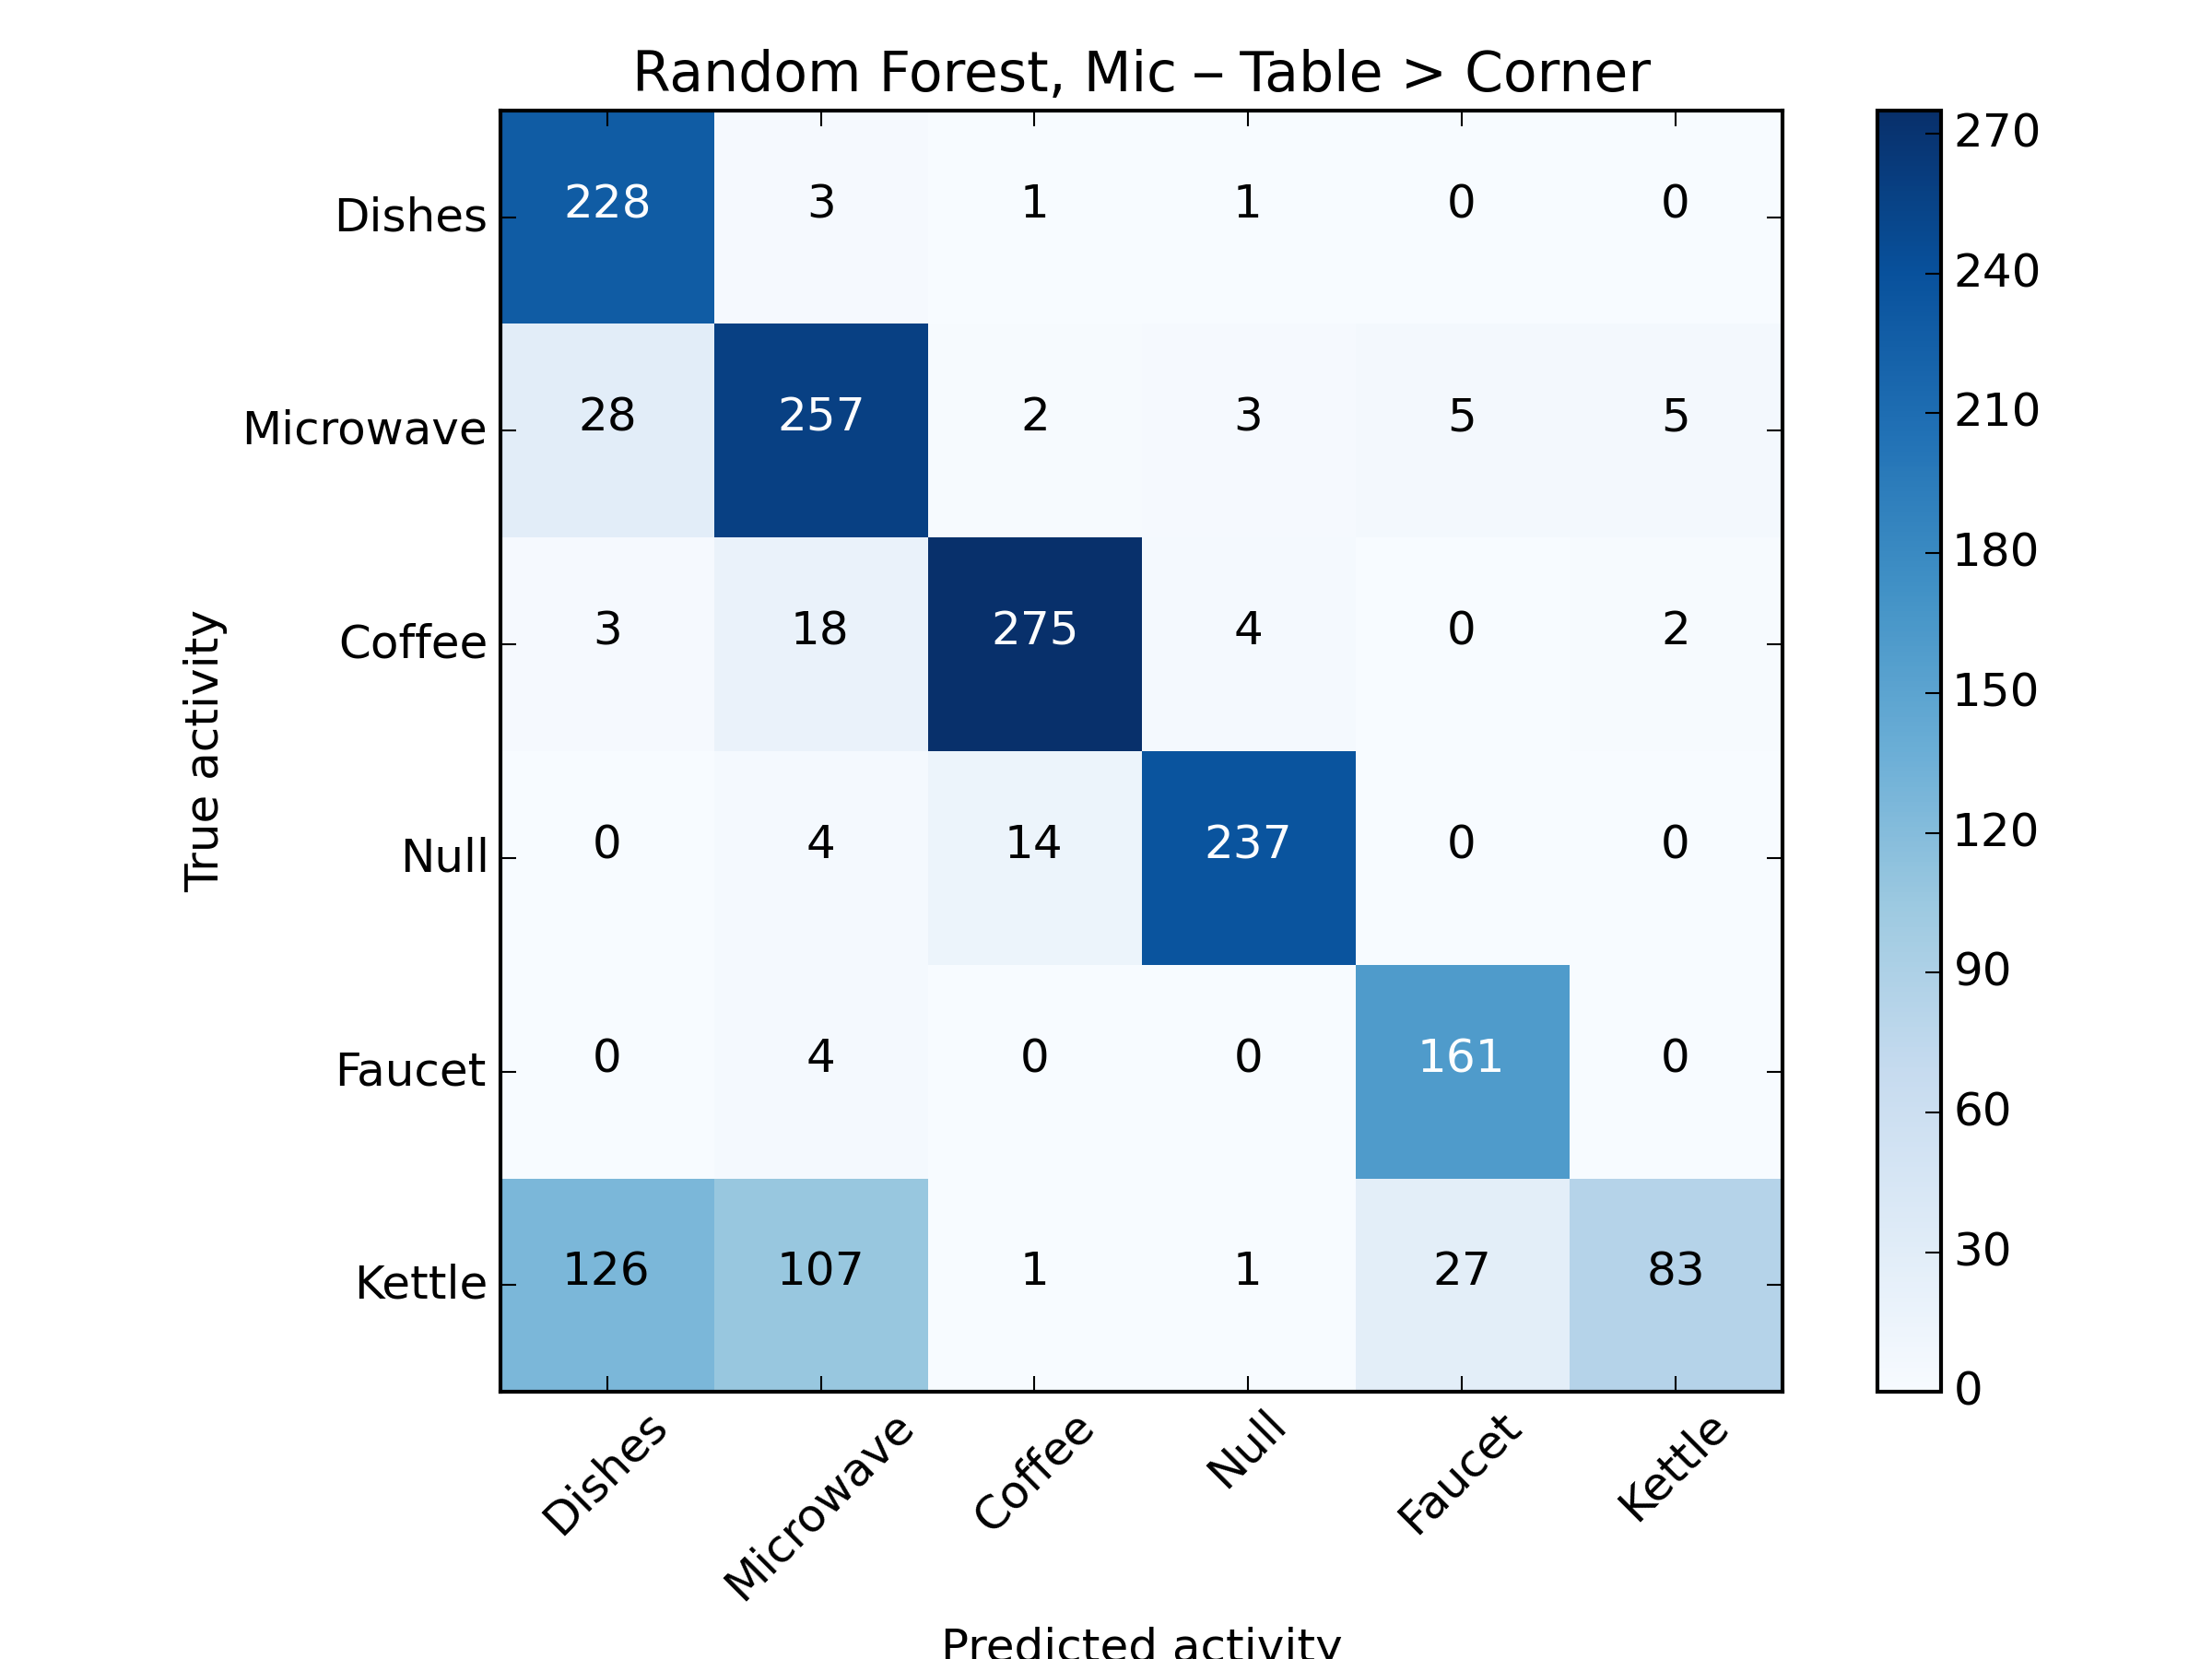 Random Forest, Mic – Table > Corner
True activity
Dishes 228 3 1 1 0 0
Microwave 28 257 2 3 5 5
Coffee 3 18 275 4 0 2
Null 0 4 14 237 0 0
Faucet 0 4 0 0 161 0
Kettle 126 107 1 1 27 83
Dishes Microwave Coffee Null Faucet Kettle
Predicted activity
270
240
210
180
150
120
90
60
30
0